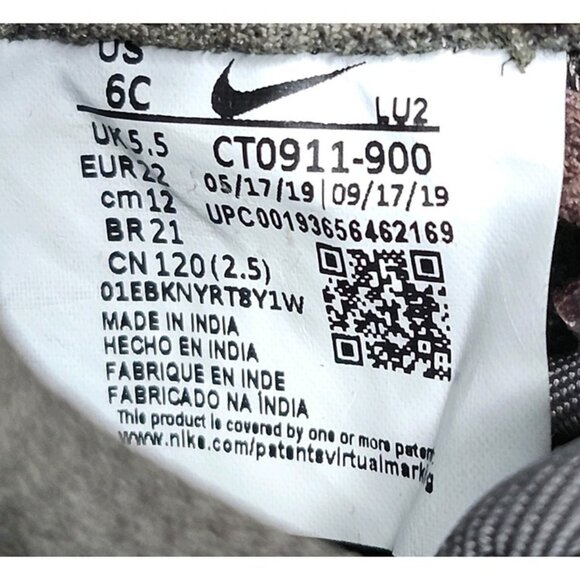 US
6C
LU2
UK5.5
CT0911-900
EUR22
05/17/19 | 09/17/19
cm12
UPC00193656462169
BR21
CN 120 (2.5)
01EBKNYRT8Y1W
MADE IN INDIA
HECHO EN INDIA
FABRIQUE EN INDE
FABRICADO NA ÍNDIA
This product is covered by one or more
www.nike.com/patentsvirtualmark